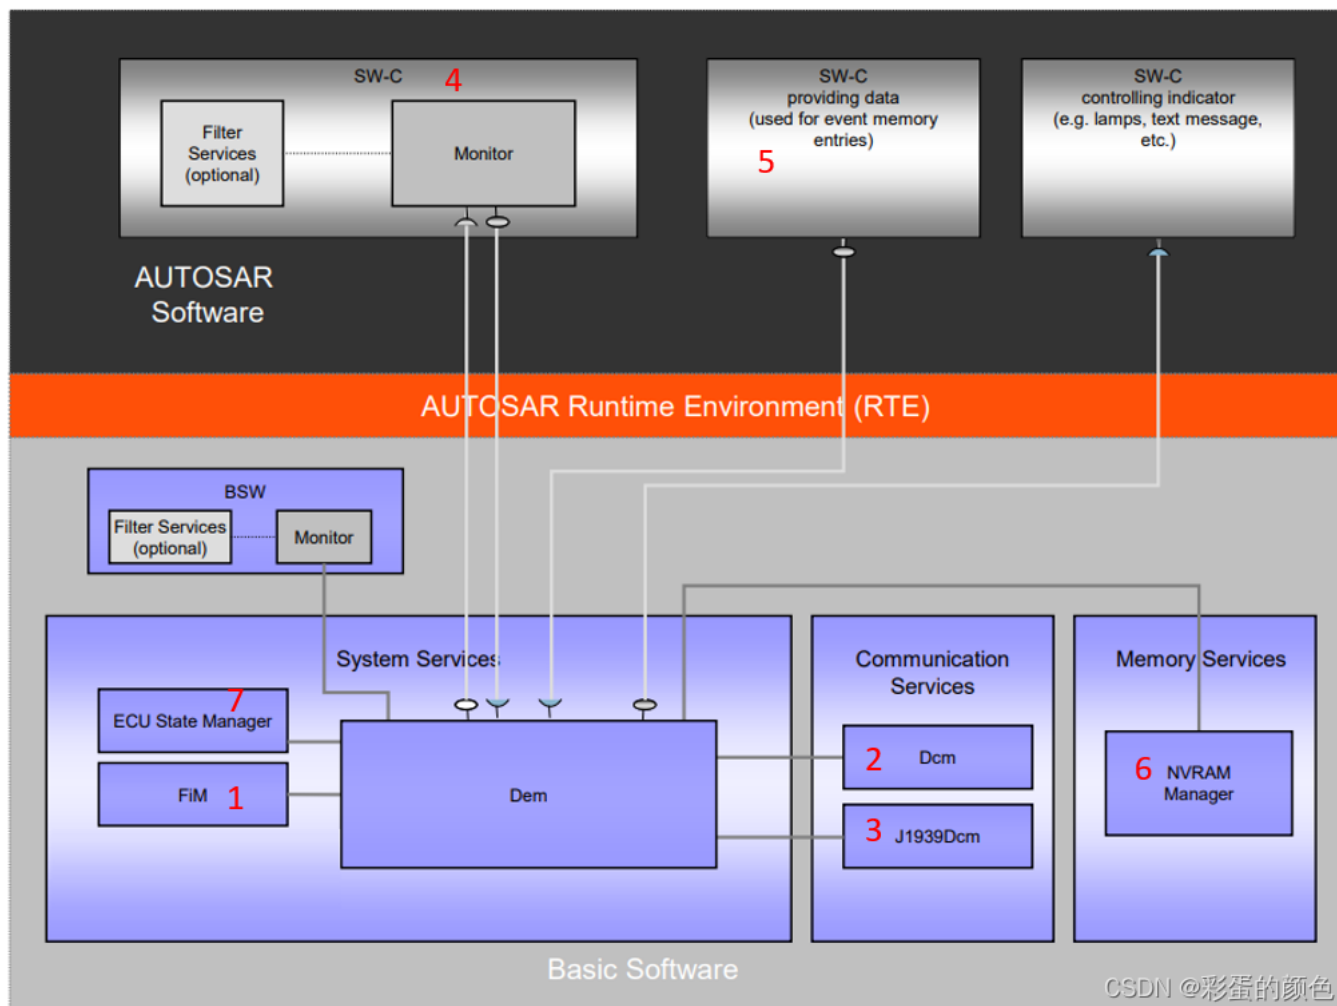 SW-C 4
Filter
Services
(optional)
Monitor
SW-C
providing data
(used for event memory
entries)
5
SW-C
controlling indicator
(e.g. lamps, text message,
etc.)
AUTOSAR
Software
AUTOSAR Runtime Environment (RTE)
BSW
Filter Services
(optional)
Monitor
System Services
7
ECU State Manager
FiM 1
Dem
Communication
Services
2 Dcm
3 J1939Dcm
Memory Services
6 NVRAM
Manager
Basic Software
CSDN @彩蛋的颜色